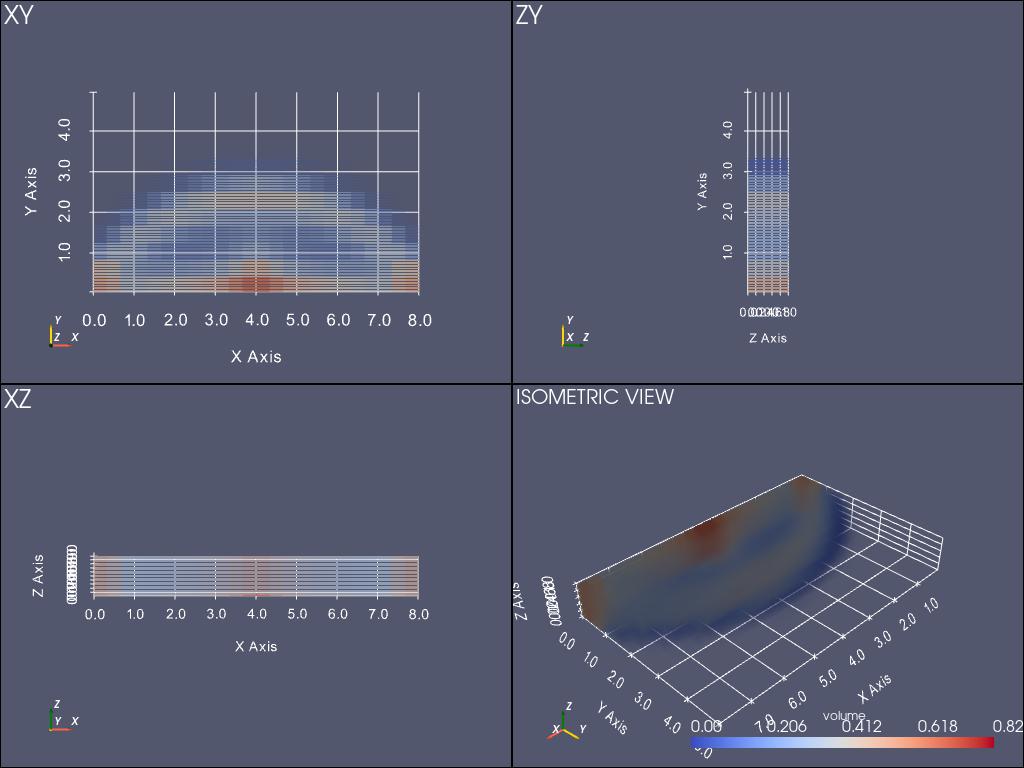 XY
4.0
3.0
2.0
1.0
Y Axis
0.0 1.0 2.0 3.0 4.0 5.0 6.0 7.0 8.0
X Axis
Y
Z X
ZY
4.0
3.0
2.0
1.0
Y Axis
Z Axis
Y
X Z
XZ
Z Axis
0.0 1.0 2.0 3.0 4.0 5.0 6.0 7.0 8.0
X Axis
Z
Y X
ISOMETRIC VIEW
Z Axis
0.0 1.0 2.0 3.0 4.0
Y Axis
1.0 2.0 3.0 4.0 5.0 6.0
X Axis
Z
X Y
volume
0.00 0.206 0.412 0.618 0.82